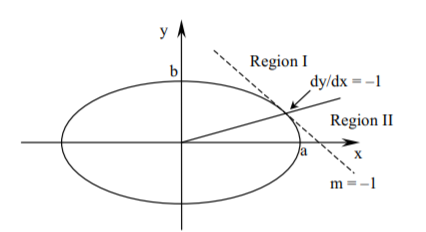 y
Region I
b
dy/dx = –1
Region II
a
x
m = –1